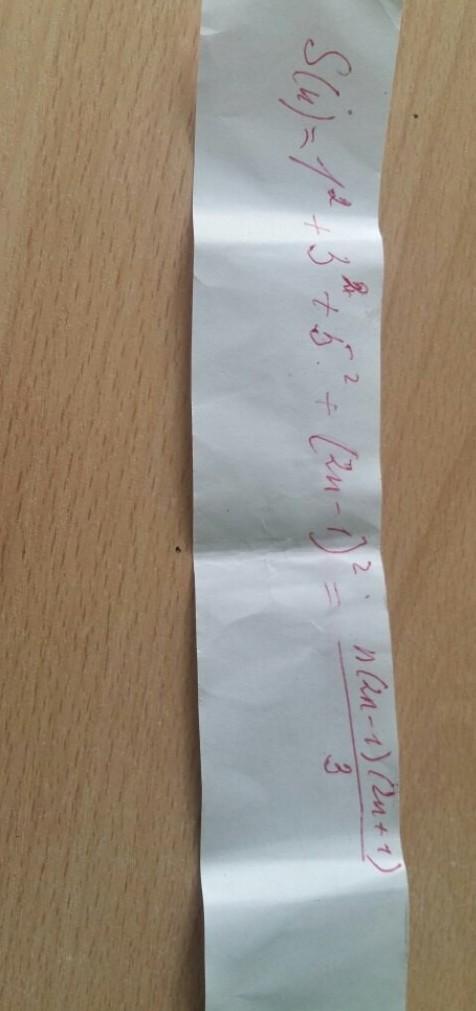 S(n) = 1² + 3² + 5² + (2n - 1)² = n(2n-1)(2n+1) / 3